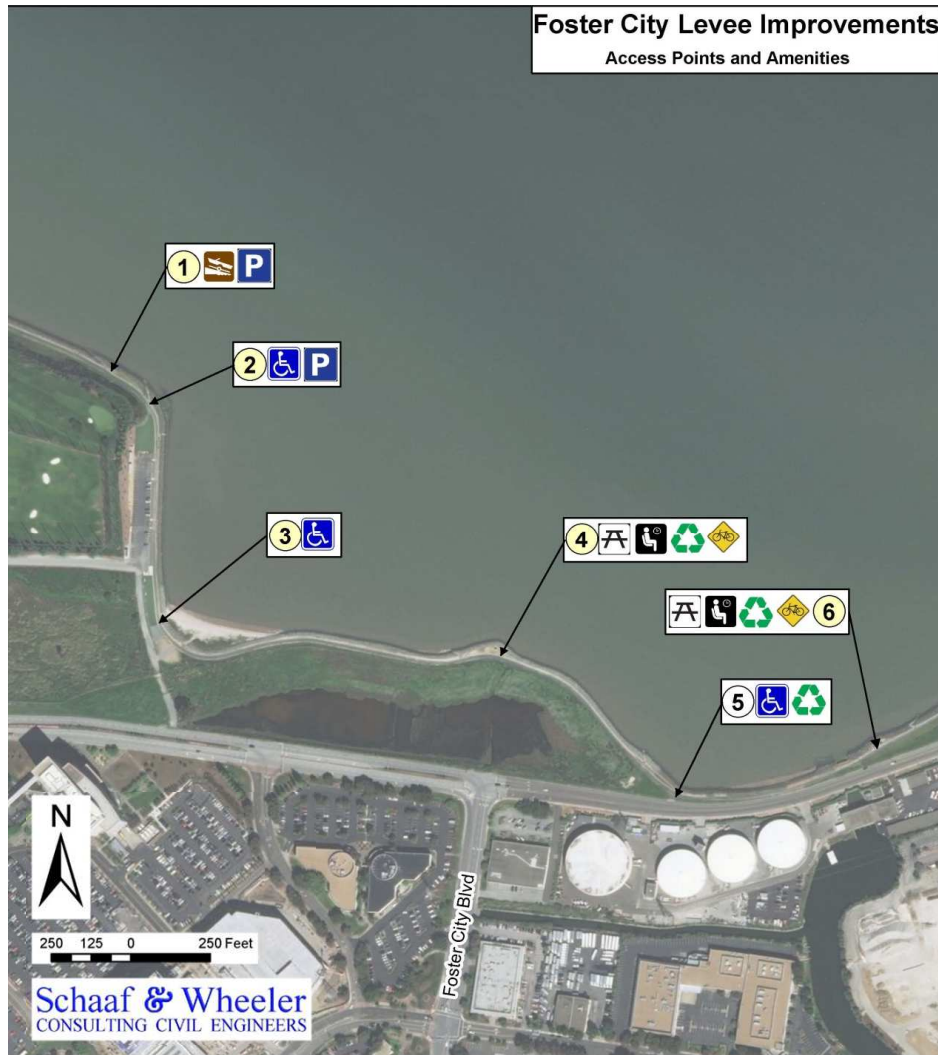 Foster City Levee Improvements
Access Points and Amenities
1 P
2 P
3
4
6
5
N
250 125 0 250 Feet
Foster City Blvd
Schaaf & Wheeler
CONSULTING CIVIL ENGINEERS